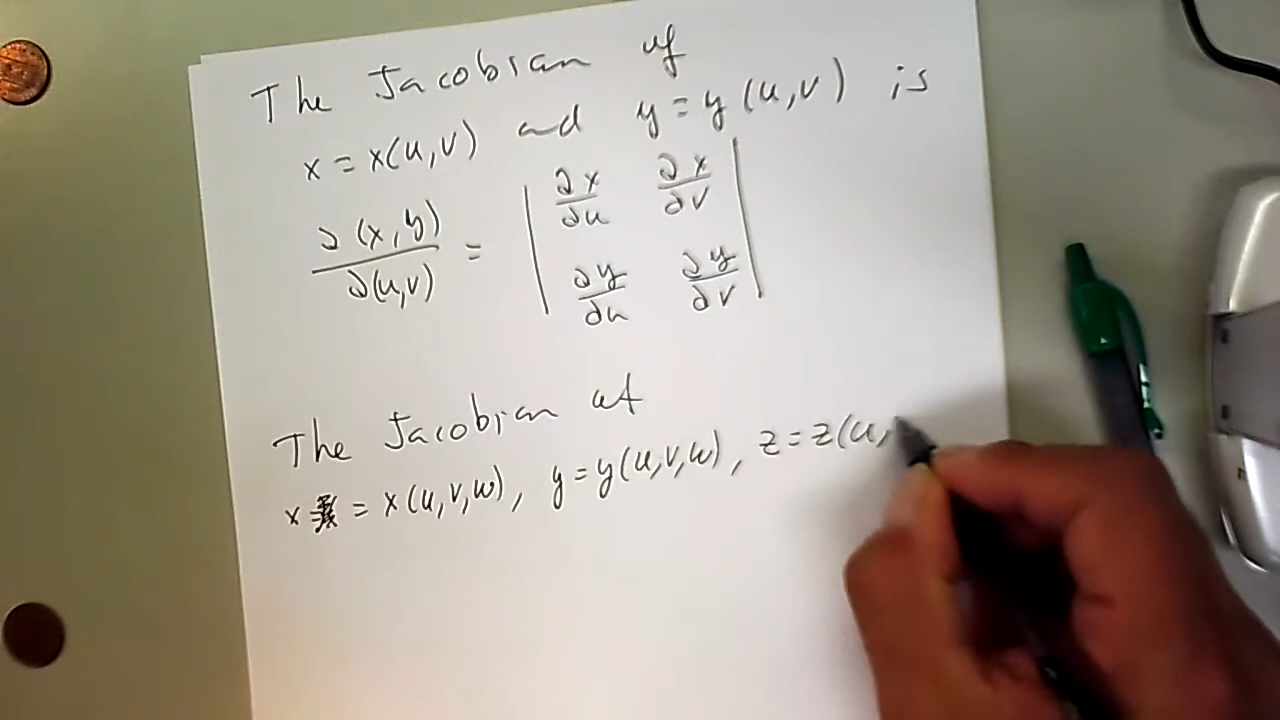 The Jacobian of
x = x(u,v) and y = y(u,v) is
∂(x,y)/∂(u,v) = | ∂x/∂u ∂x/∂v |
| ∂y/∂u ∂y/∂v |
The Jacobian of
x = x(u,v,w), y = y(u,v,w), z = z(u,